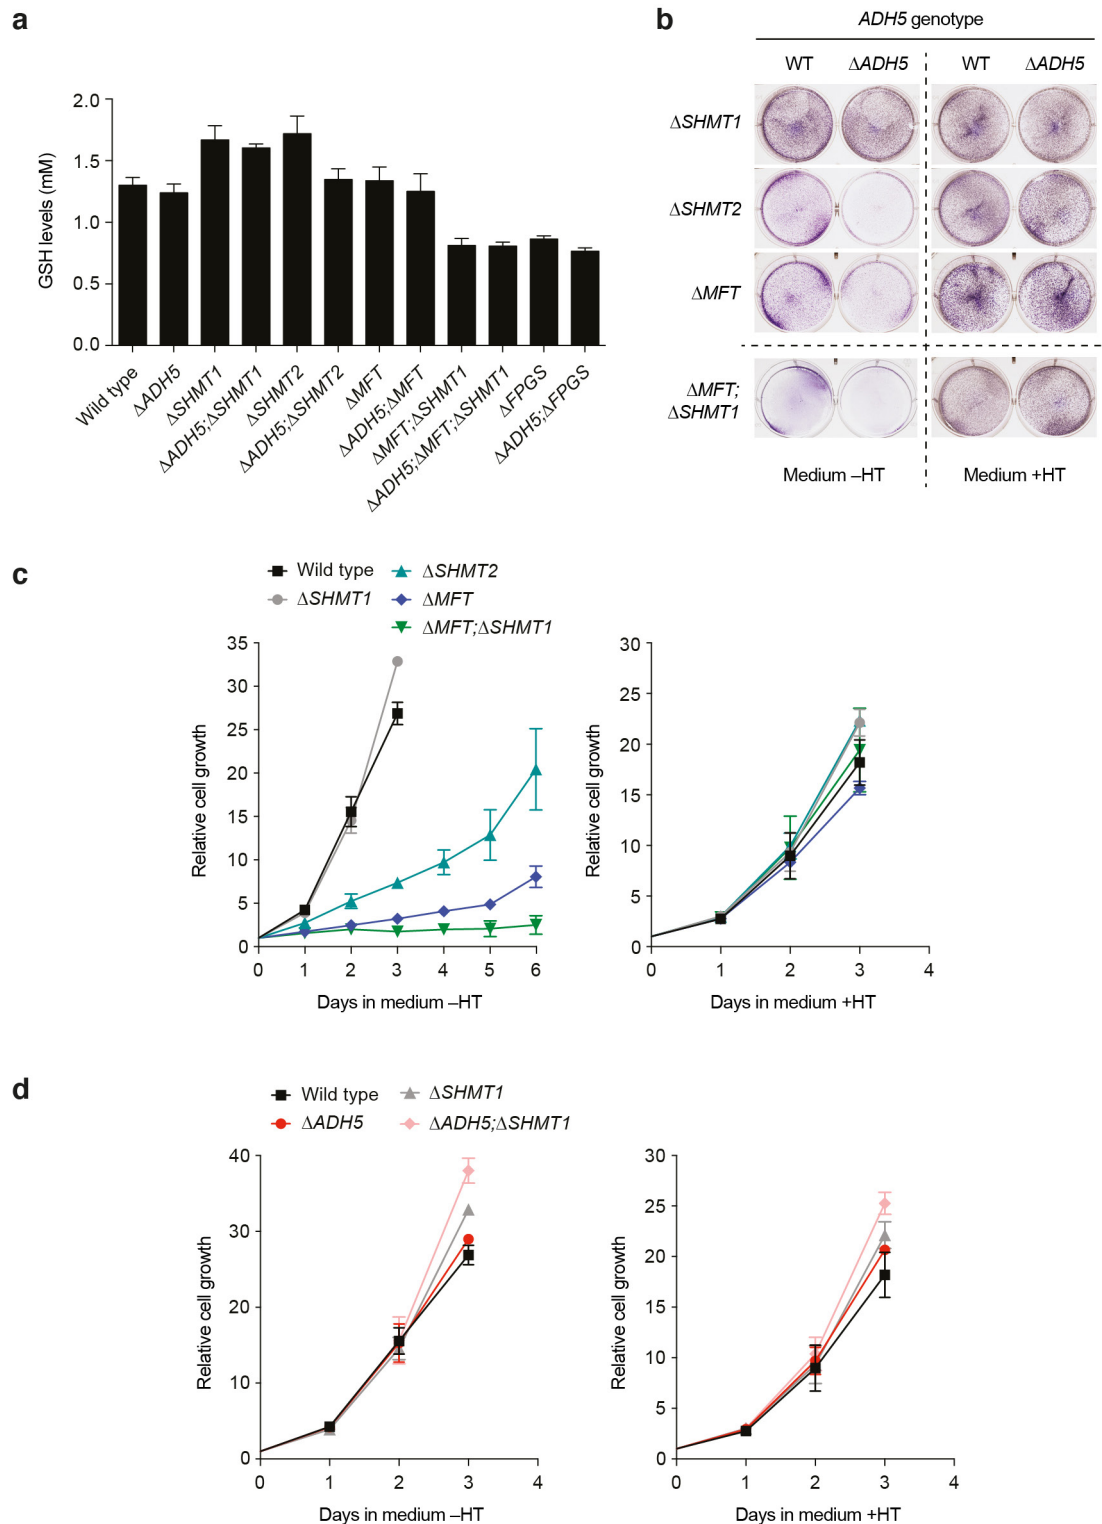 a
GSH levels (mM)
2.0
1.5
1.0
0.5
0.0
Wild type
ΔADH5
ΔSHMT1
ΔADH5;ΔSHMT1
ΔSHMT2
ΔADH5;ΔSHMT2
ΔMFT
ΔADH5;ΔMFT
ΔMFT;ΔSHMT1
ΔADH5;ΔMFT;ΔSHMT1
ΔFPGS
ΔADH5;ΔFPGS
b
ADH5 genotype
WT ΔADH5 WT ΔADH5
ΔSHMT1
ΔSHMT2
ΔMFT
ΔMFT;
ΔSHMT1
Medium –HT Medium +HT
c
Wild type ΔSHMT2
ΔSHMT1 ΔMFT
ΔMFT;ΔSHMT1
Relative cell growth
35
30
25
20
15
10
5
0
0 1 2 3 4 5 6
Days in medium –HT
Relative cell growth
30
25
20
15
10
5
0
0 1 2 3 4
Days in medium +HT
d
Wild type ΔSHMT1
ΔADH5 ΔADH5;ΔSHMT1
Relative cell growth
40
30
20
10
0
0 1 2 3 4
Days in medium –HT
Relative cell growth
30
25
20
15
10
5
0
0 1 2 3 4
Days in medium +HT